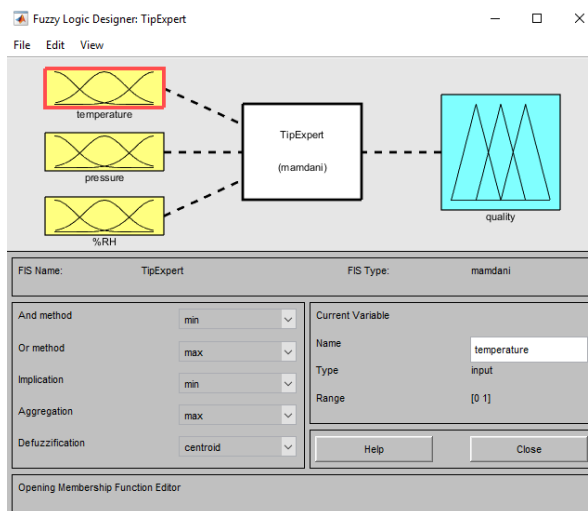 Fuzzy Logic Designer: TipExpert
File Edit View
temperature
pressure
%RH
TipExpert
(mamdani)
quality
FIS Name: TipExpert FIS Type: mamdani
And method min
Or method max
Implication min
Aggregation max
Defuzzification centroid
Current Variable
Name temperature
Type input
Range [0 1]
Help Close
Opening Membership Function Editor